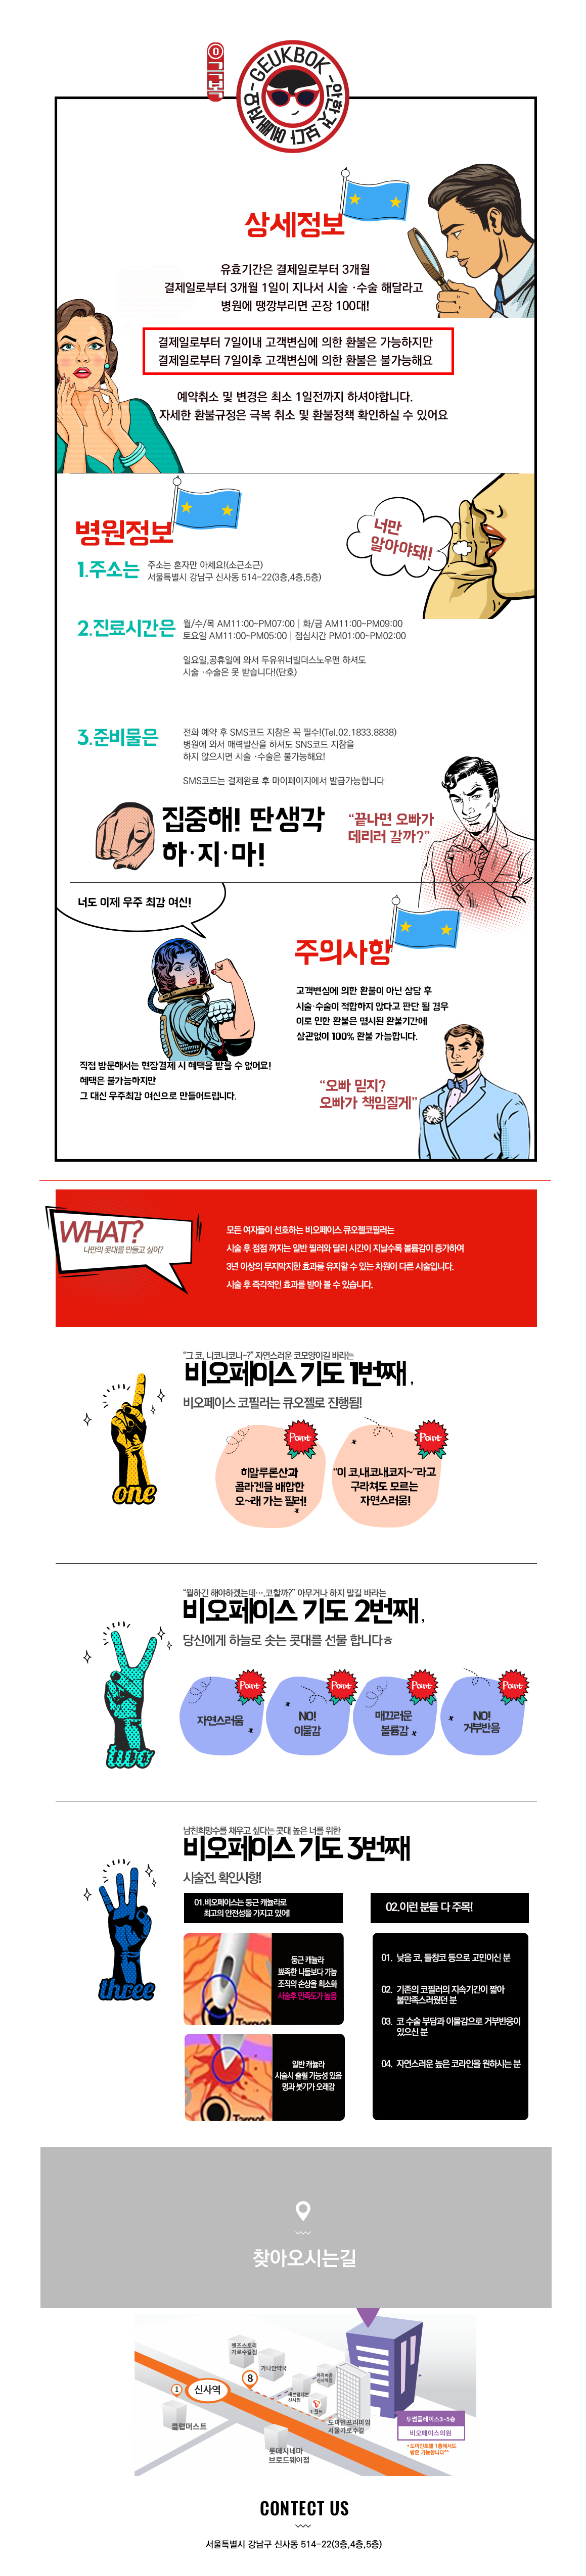 @극복
GEUKBOK
안할거 보다 예뻐져요
상세정보
유효기간은 결제일로부터 3개월
결제일로부터 3개월 1일이 지나서 시술 ·수술 해달라고
병원에 땡깡부리면 곤장 100대!
결제일로부터 7일이내 고객변심에 의한 환불은 가능하지만
결제일로부터 7일이후 고객변심에 의한 환불은 불가능해요
예약취소 및 변경은 최소 1일전까지 하셔야합니다.
자세한 환불규정은 극복 취소 및 환불정책 확인하실 수 있어요
병원정보
너만
알아야돼!
1.주소는
주소는 혼자만 아세요!(소근소근)
서울특별시 강남구 신사동 514-22(3층,4층,5층)
2.진료시간은
월/수/목 AM11:00~PM07:00 | 화/금 AM11:00~PM09:00
토요일 AM11:00~PM05:00 | 점심시간 PM01:00~PM02:00
일요일,공휴일에 와서 두유워너빌더스노우맨 하셔도
시술 ·수술은 못 받습니다!(단호)
3.준비물은
전화 예약 후 SMS코드 지참은 꼭 필수!(Tel.02.1833.8838)
병원에 와서 매력발산을 하셔도 SNS코드 지참을
하지 않으시면 시술 ·수술은 불가능해요!
SMS코드는 결제완료 후 마이페이지에서 발급가능합니다
집중해! 딴생각
하·지·마!
“끝나면 오빠가
데리러 갈까?”
너도 이제 우주 최강 여신!
주의사항
고객변심에 의한 환불이 아닌 상담 후
시술·수술이 적합하지 않다고 판단 될 경우
이로 인한 환불은 명시된 환불기간에
상관없이 100% 환불 가능합니다.
직접 방문해서는 현장결제 시 혜택을 받을 수 없어요!
혜택은 불가능하지만
그 대신 우주최강 여신으로 만들어드립니다.
“오빠 믿지?
오빠가 책임질게”
WHAT?
나만의 콧대를 만들고 싶어?
모든 여자들이 선호하는 비오페이스 큐오젤코필러는
시술 후 점점 꺼지는 일반 필러와 달리 시간이 지날수록 볼륨감이 증가하여
3년 이상의 무지막지한 효과를 유지할 수 있는 차원이 다른 시술입니다.
시술 후 즉각적인 효과를 받아 볼 수 있습니다.
“그 코, 니코니코니~?” 자연스러운 코모양이길 바라는
비오페이스 기도 1번째 ,
비오페이스 코필러는 큐오젤로 진행됨!
one
Point
Point
히알루론산과
콜라겐을 배합한
오~래 가는 필러!
“이 코,내코내코지~”라고
구라쳐도 모르는
자연스러움!
“뭘하긴 해야하겠는데….코할까?” 아무거나 하지 말길 바라는
비오페이스 기도 2번째 ,
당신에게 하늘로 솟는 콧대를 선물 합니다ㅎ
two
Point
Point
Point
Point
자연스러움
NO!
이물감
매끄러운
볼륨감
NO!
거부반응
남친희망수를 채우고 싶다는 콧대 높은 너를 위한
비오페이스 기도 3번째
시술전, 확인사항!
three
01.비오페이스는 둥근 캐뉼라로
최고의 안전성을 가지고 있어!
02.이런 분들 다 주목!
둥근 캐뉼라
뾰족한 니들보다 가늠
조직의 손상을 최소화
시술후 만족도가 높음
Target
일반 캐뉼라
시술시 출혈 가능성 있음
멍과 붓기가 오래감
Target
01. 낮음 코, 들창코 등으로 고민이신 분
02. 기존의 코필러의 지속기간이 짧아
불만족스러웠던 분
03. 코 수술 부담과 이물감으로 거부반응이
있으신 분
04. 자연스러운 높은 코라인을 원하시는 분
찾아오시는길
렌즈스토리
가로수길점
가나안약국
8
1
신사역
클럽머스트
세븐일레븐
신사점
T 월드
도미인프리미엄
서울가로수길
롯데시네마
브로드웨이점
투썸플레이스3~5층
비오페이스의원
*도미인호텔 1층에서도
방문 가능합니다^^
CONTECT US
서울특별시 강남구 신사동 514-22(3층,4층,5층)